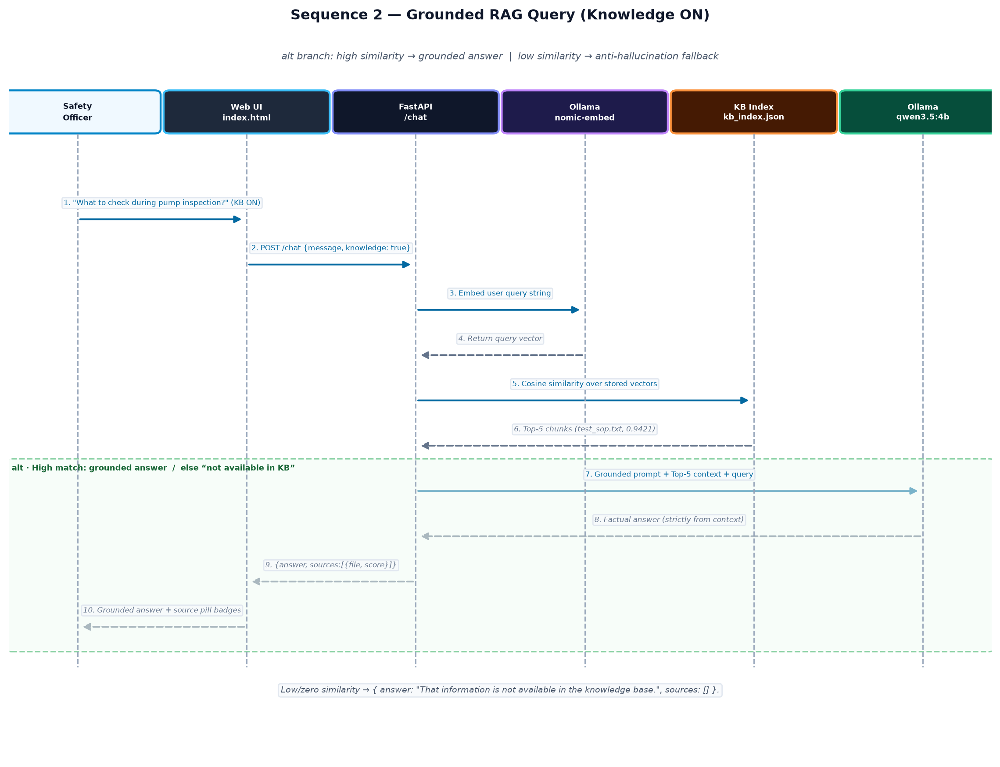 Sequence 2 — Grounded RAG Query (Knowledge ON)
alt branch: high similarity → grounded answer | low similarity → anti-hallucination fallback
Safety
Officer
Web UI
index.html
FastAPI
/chat
Ollama
nomic-embed
KB Index
kb_index.json
Ollama
qwen3.5:4b
1. "What to check during pump inspection?" (KB ON)
2. POST /chat {message, knowledge: true}
3. Embed user query string
4. Return query vector
5. Cosine similarity over stored vectors
6. Top-5 chunks (test_sop.txt, 0.9421)
alt · High match: grounded answer / else “not available in KB”
7. Grounded prompt + Top-5 context + query
8. Factual answer (strictly from context)
9. {answer, sources:[{file, score}]}
10. Grounded answer + source pill badges
Low/zero similarity → { answer: "That information is not available in the knowledge base.", sources: [] }.